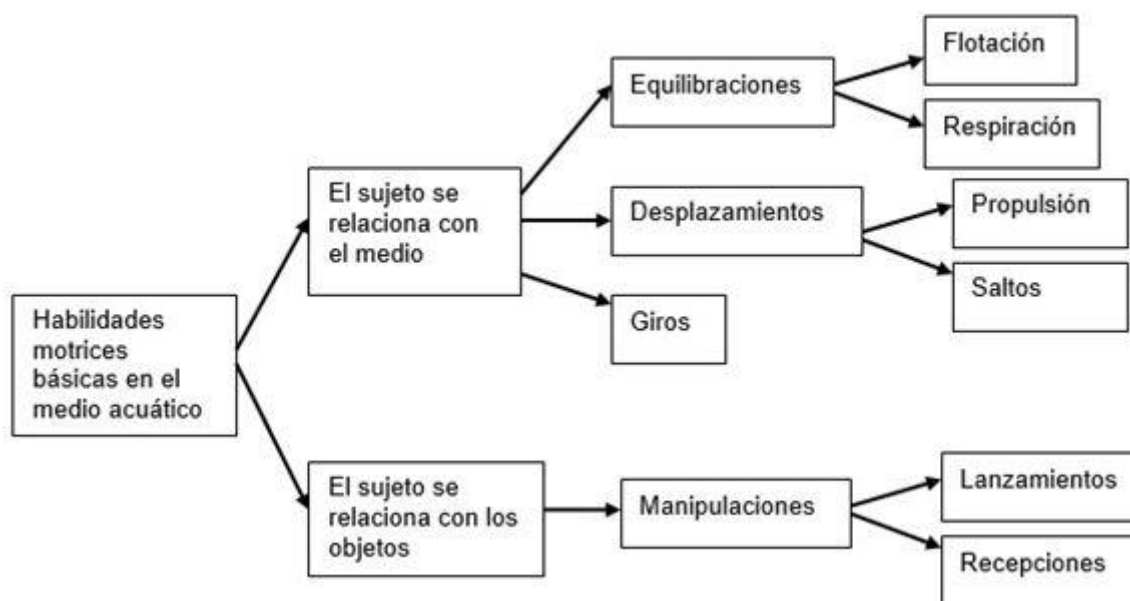 Habilidades
motrices
básicas en el
medio acuático
El sujeto se
relaciona con
el medio
Equilibraciones
Flotación
Respiración
Desplazamientos
Propulsión
Saltos
Giros
El sujeto se
relaciona con los
objetos
Manipulaciones
Lanzamientos
Recepciones